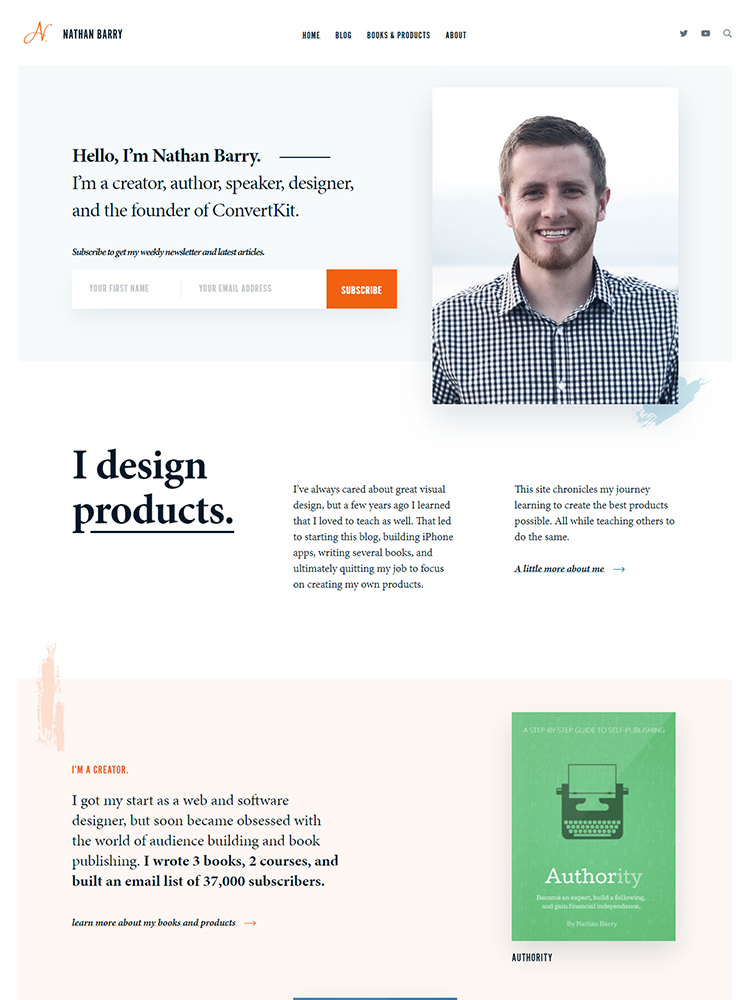 NATHAN BARRY
HOME BLOG BOOKS & PRODUCTS ABOUT
Hello, I'm Nathan Barry.
I'm a creator, author, speaker, designer,
and the founder of ConvertKit.
Subscribe to get my weekly newsletter and latest articles.
YOUR FIRST NAME YOUR EMAIL ADDRESS SUBSCRIBE
I design
products.
I've always cared about great visual
design, but a few years ago I learned
that I loved to teach as well. That led
to starting this blog, building iPhone
apps, writing several books, and
ultimately quitting my job to focus
on creating my own products.
This site chronicles my journey
learning to create the best products
possible. All while teaching others to
do the same.
A little more about me
I'M A CREATOR.
I got my start as a web and software
designer, but soon became obsessed with
the world of audience building and book
publishing. I wrote 3 books, 2 courses, and
built an email list of 37,000 subscribers.
learn more about my books and products
A STEP-BY-STEP GUIDE TO SELF-PUBLISHING
Authority
Become an expert, build a following,
and gain financial independence.
By Nathan Barry
AUTHORITY